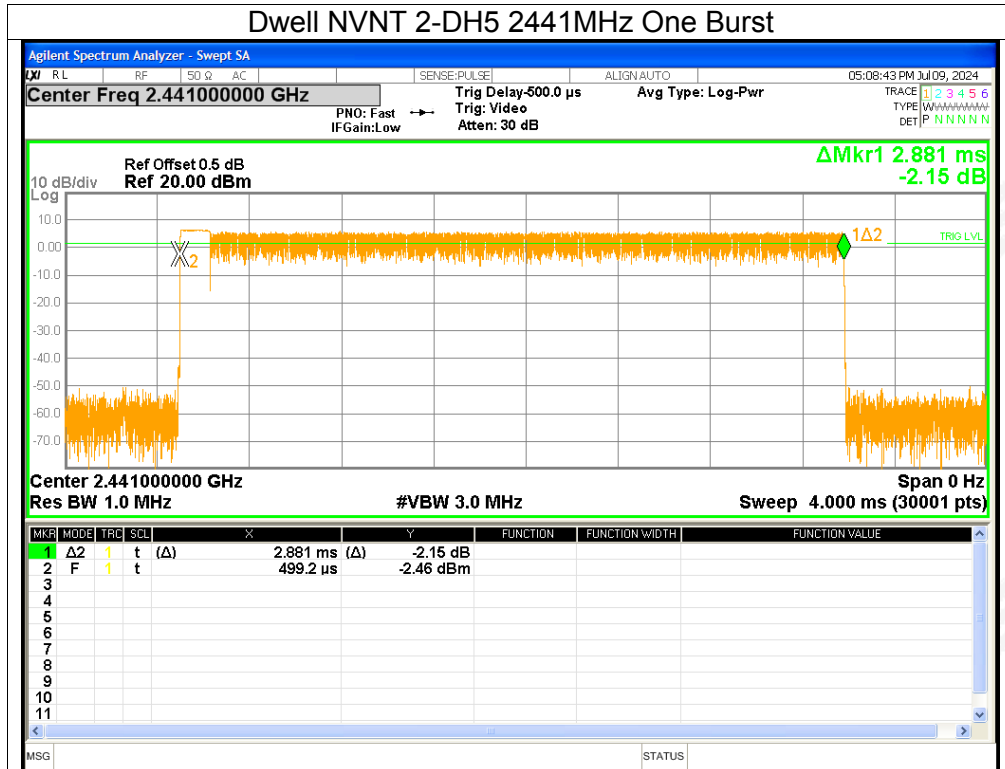 Dwell NVNT 2-DH5 2441MHz One Burst
Agilent Spectrum Analyzer - Swept SA
LXI RL RF 50 Ω AC SENSE:PULSE ALIGN AUTO 05:08:43 PM Jul 09, 2024
Center Freq 2.441000000 GHz Trig Delay-500.0 µs Avg Type: Log-Pwr TRACE 1 2 3 4 5 6
PNO: Fast Trig: Video TYPE WWWWWW
IFGain:Low Atten: 30 dB DET P N N N N N
ΔMkr1 2.881 ms
-2.15 dB
Ref Offset 0.5 dB
10 dB/div Ref 20.00 dBm
Log
10.0
0.00
-10.0
-20.0
-30.0
-40.0
-50.0
-60.0
-70.0
2
1Δ2
TRIG LVL
Center 2.441000000 GHz Span 0 Hz
Res BW 1.0 MHz #VBW 3.0 MHz Sweep 4.000 ms (30001 pts)
MKR MODE TRC SCL X Y FUNCTION FUNCTION WIDTH FUNCTION VALUE
1 Δ2 1 t (Δ) 2.881 ms (Δ) -2.15 dB
2 F 1 t 499.2 µs -2.46 dBm
3
4
5
6
7
8
9
10
11
MSG STATUS